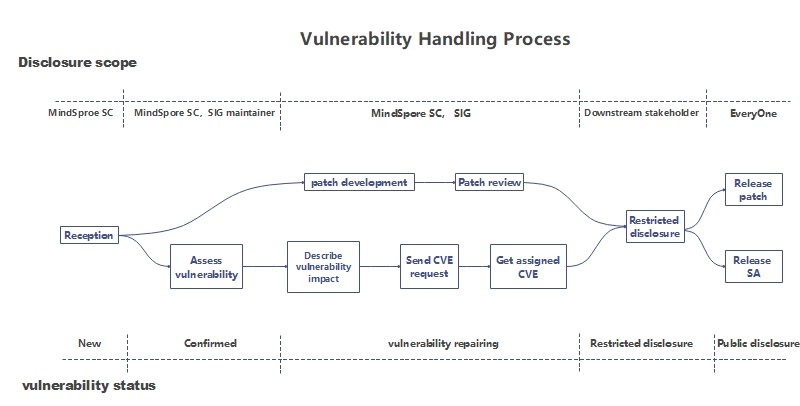 Vulnerability Handling Process
Disclosure scope
MindSproe SC
MindSpore SC, SIG maintainer
MindSpore SC, SIG
Downstream stakeholder
EveryOne
patch development
Patch review
Release
patch
Reception
Restricted
disclosure
Assess
vulnerability
Describe
vulnerability
impact
Send CVE
request
Get assigned
CVE
Release
SA
New
Confirmed
vulnerability repairing
Restricted disclosure
Public disclosure
vulnerability status